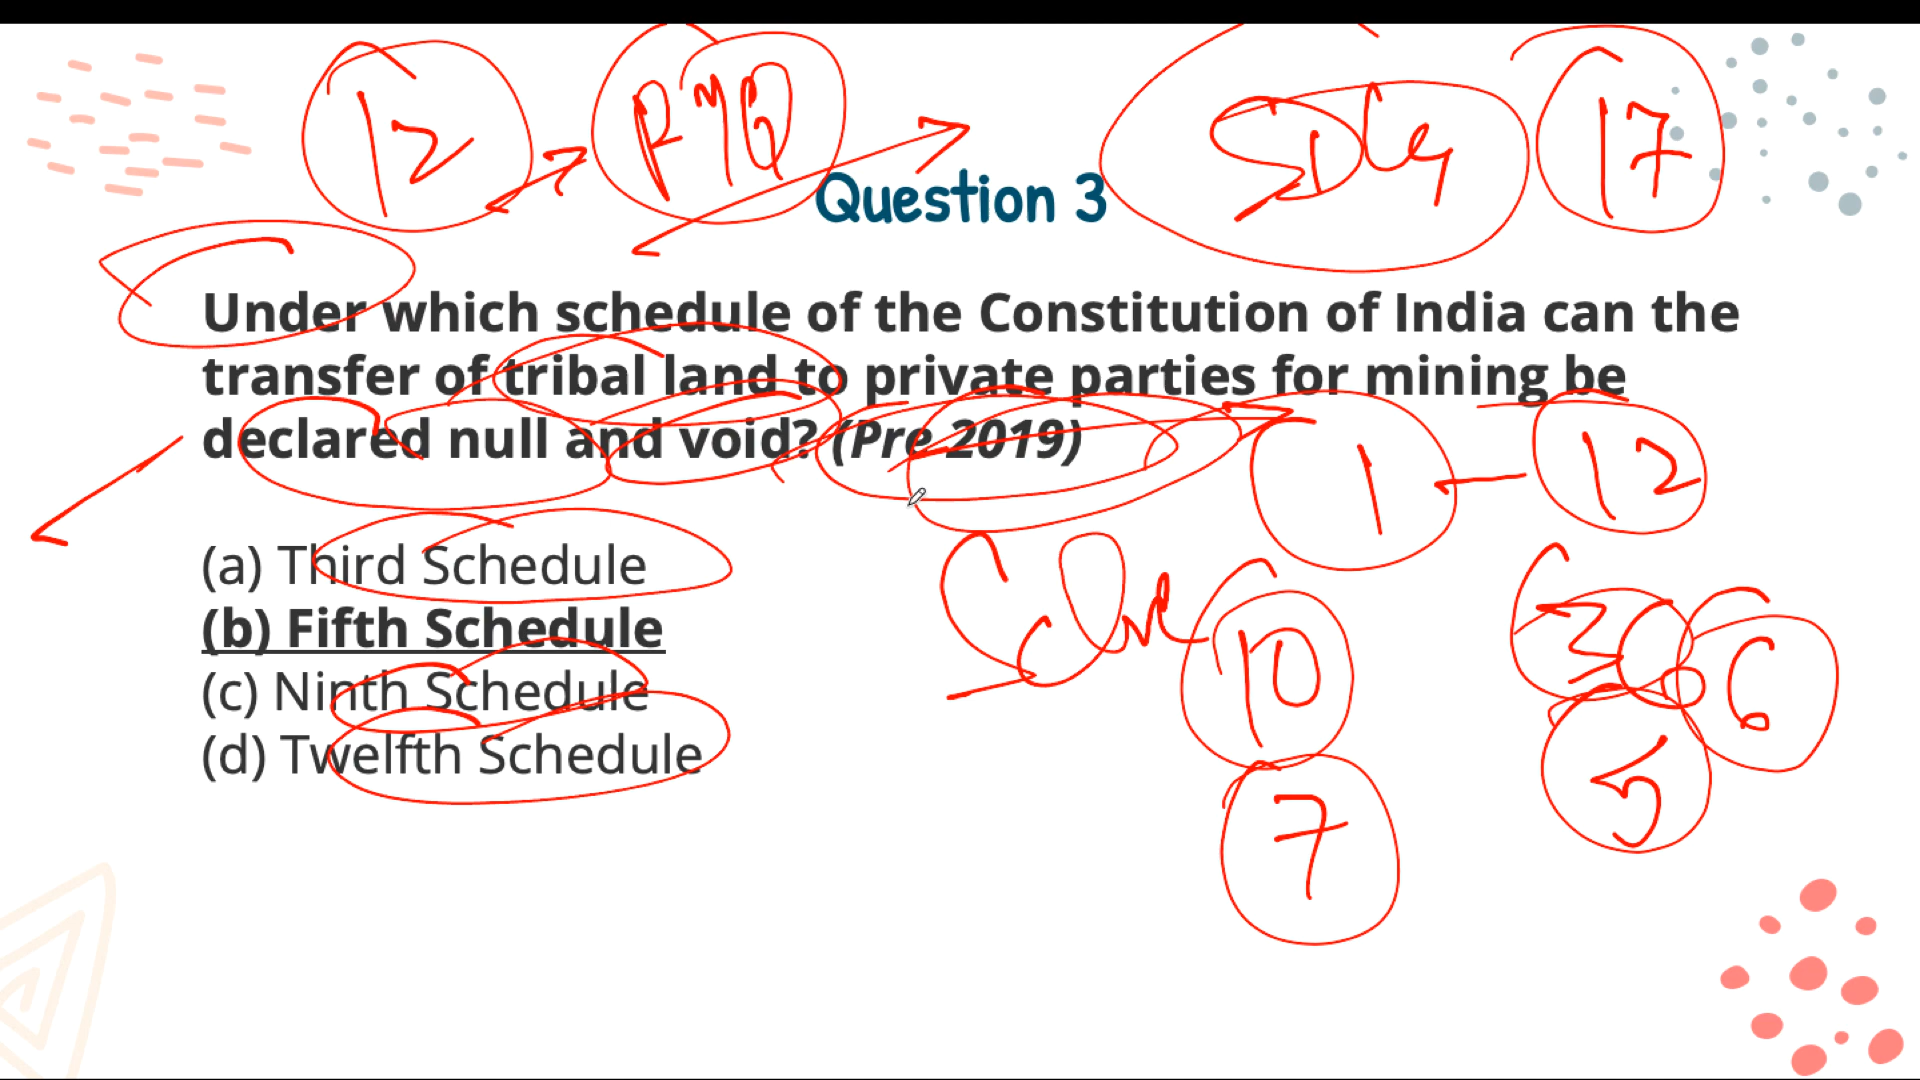 12 PYQ SDG 17
Question 3
Under which schedule of the Constitution of India can the
transfer of tribal land to private parties for mining be
declared null and void? (Pre 2019)
1 - 12
(a) Third Schedule
(b) Fifth Schedule
(c) Ninth Schedule
(d) Twelfth Schedule
10
6
7
5